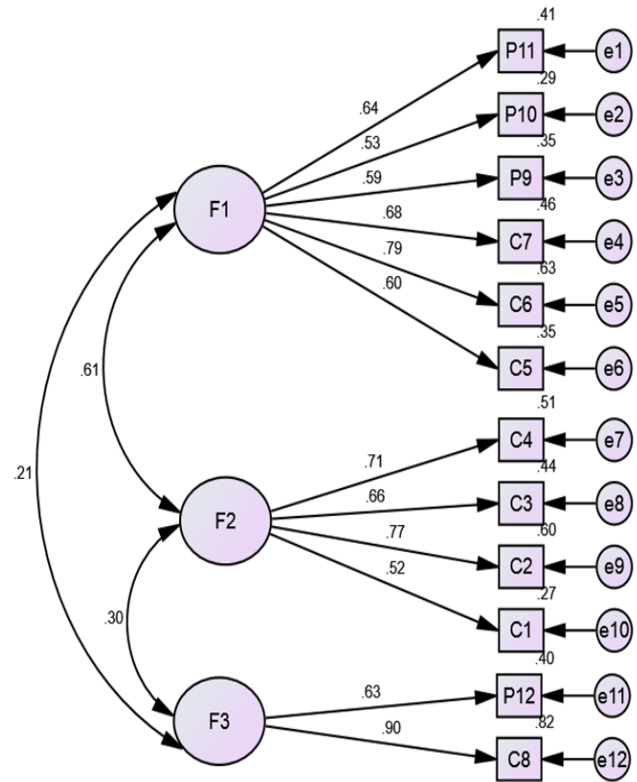 .41
P11
e1
.29
.64
P10
e2
.53
.35
.59
P9
e3
F1
.68
.46
C7
e4
.79
.63
.60
C6
e5
.35
C5
e6
.61
.51
C4
e7
.71
.44
.21
.66
C3
e8
F2
.77
.60
C2
e9
.52
.27
C1
e10
.30
.40
.63
P12
e11
F3
.90
.82
C8
e12